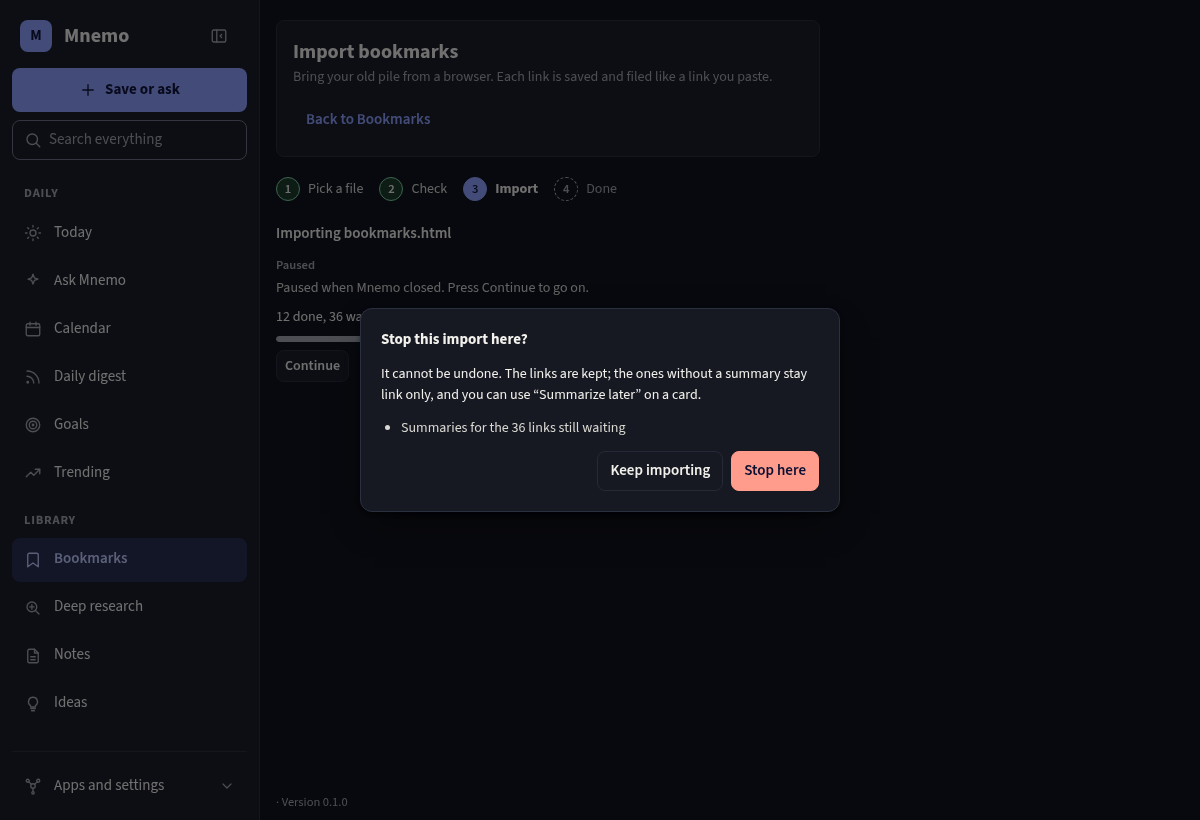 M Mnemo
Save or ask
Search everything
DAILY
Today
Ask Mnemo
Calendar
Daily digest
Goals
Trending
LIBRARY
Bookmarks
Deep research
Notes
Ideas
Apps and settings
Import bookmarks
Bring your old pile from a browser. Each link is saved and filed like a link you paste.
Back to Bookmarks
1 Pick a file 2 Check 3 Import 4 Done
Importing bookmarks.html
Paused
Paused when Mnemo closed. Press Continue to go on.
12 done, 36
Continue
Stop this import here?
It cannot be undone. The links are kept; the ones without a summary stay
link only, and you can use “Summarize later” on a card.
• Summaries for the 36 links still waiting
Keep importing
Stop here
· Version 0.1.0